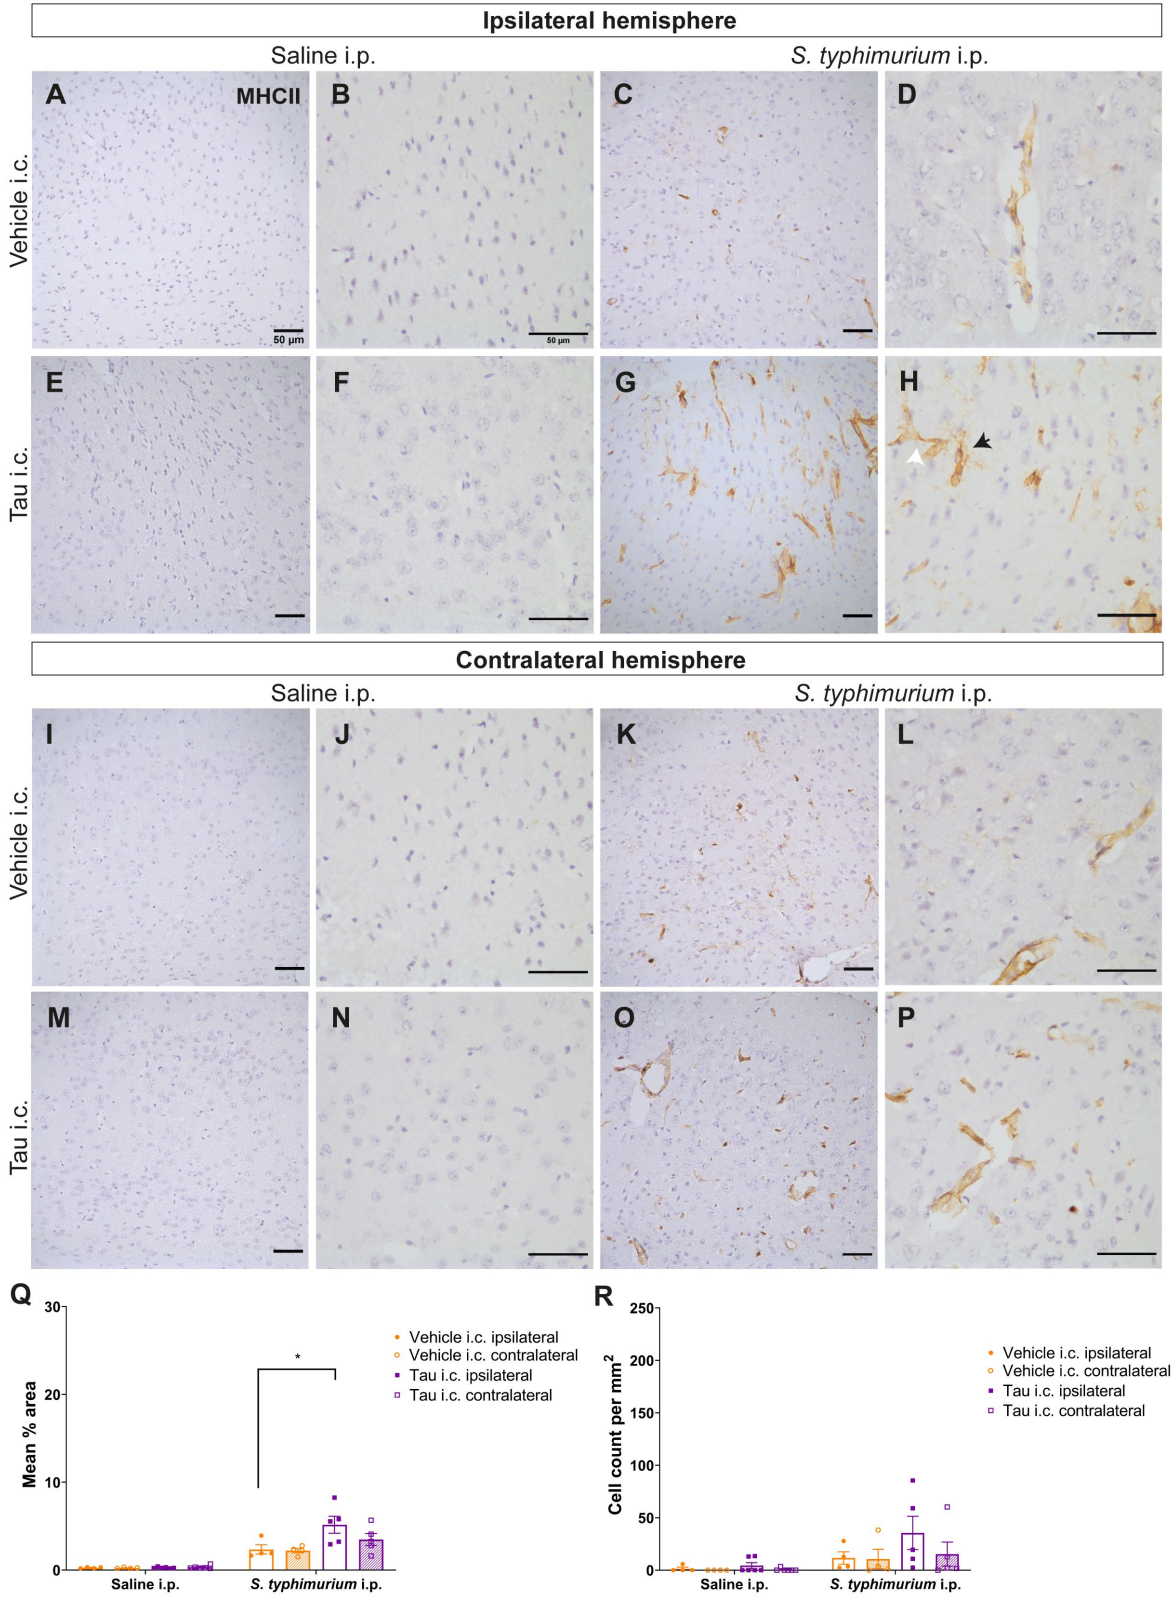 Ipsilateral hemisphere
Saline i.p.
S. typhimurium i.p.
Vehicle i.c.
A
MHCII
B
C
D
50 µm
50 µm
Tau i.c.
E
F
G
H
Contralateral hemisphere
Saline i.p.
S. typhimurium i.p.
Vehicle i.c.
I
J
K
L
Tau i.c.
M
N
O
P
Q
Mean % area
30
20
10
0
*
Saline i.p.
S. typhimurium i.p.
Vehicle i.c. ipsilateral
Vehicle i.c. contralateral
Tau i.c. ipsilateral
Tau i.c. contralateral
R
Cell count per mm²
250
200
150
100
50
0
Saline i.p.
S. typhimurium i.p.
Vehicle i.c. ipsilateral
Vehicle i.c. contralateral
Tau i.c. ipsilateral
Tau i.c. contralateral